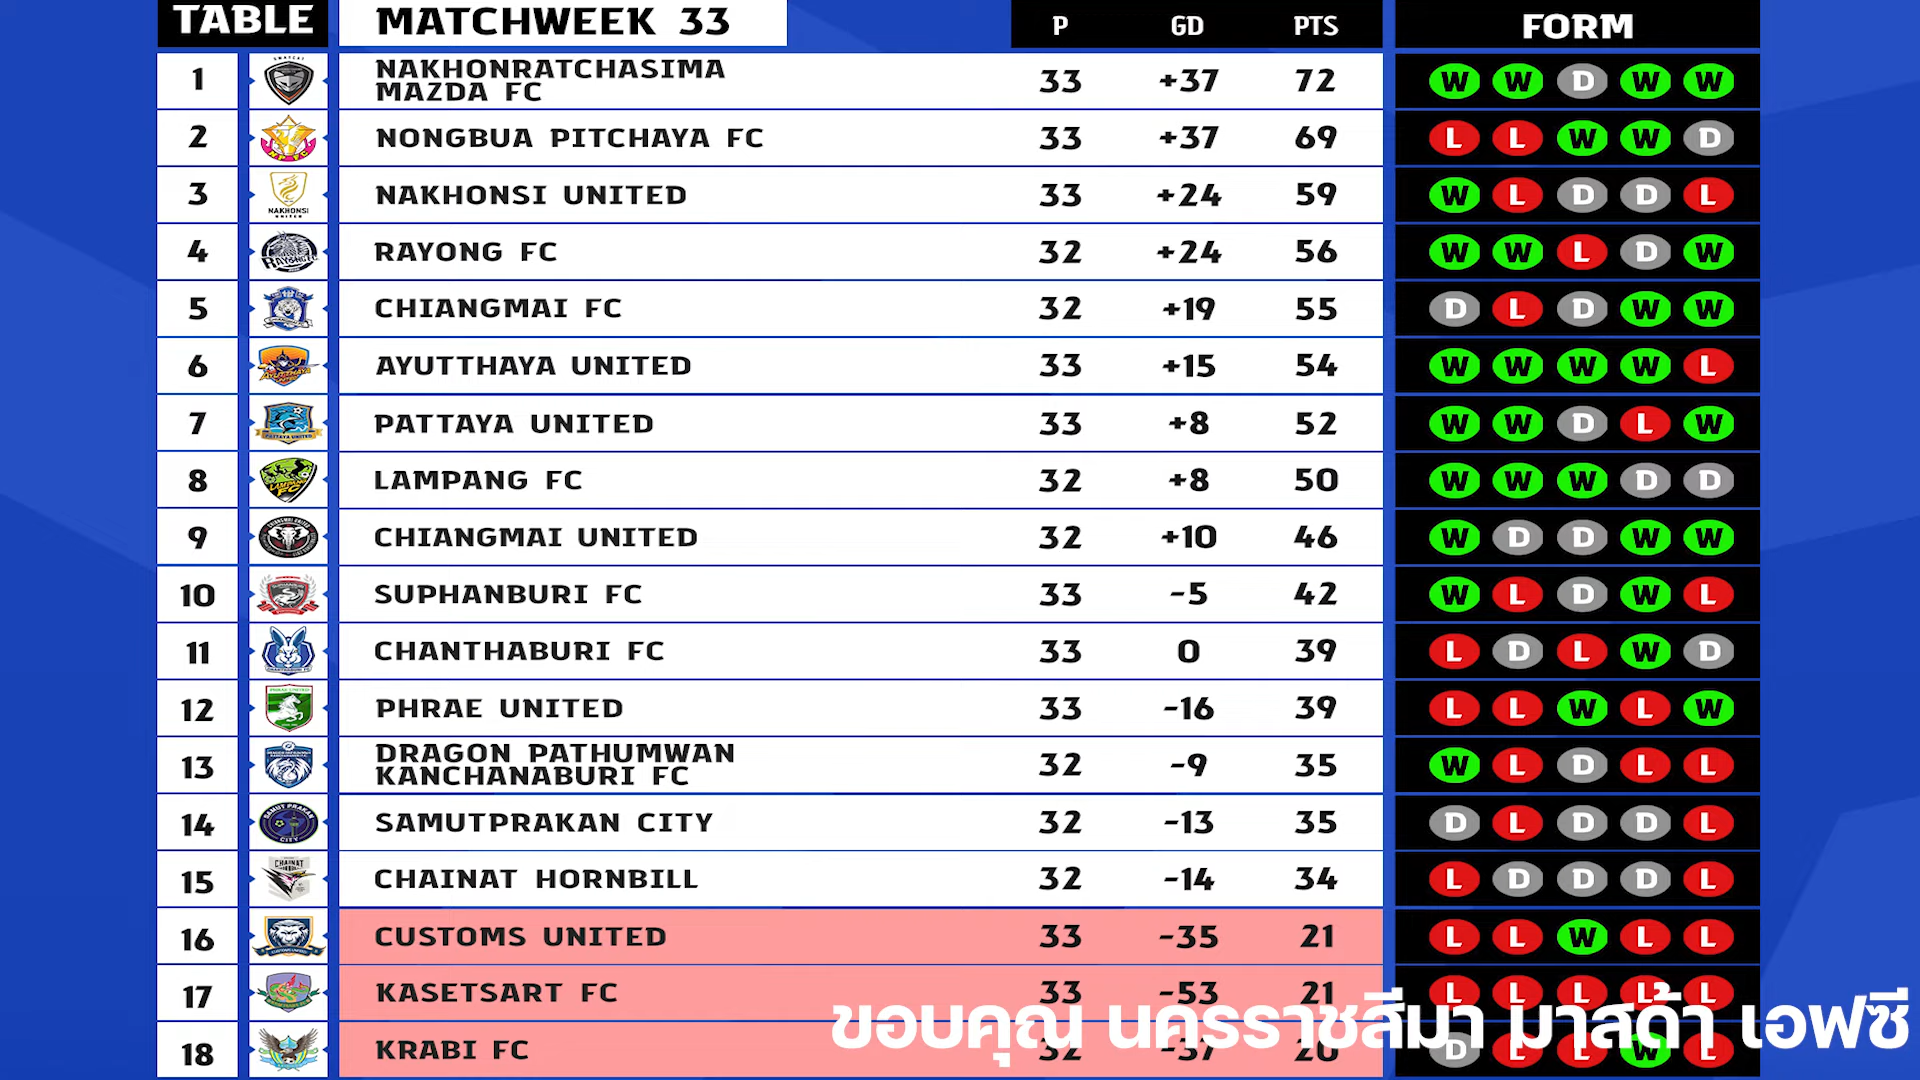 TABLE MATCHWEEK 33 P GD PTS FORM
1 NAKHONRATCHASIMA MAZDA FC 33 +37 72 W W D W W
2 NONGBUA PITCHAYA FC 33 +37 69 L L W W D
3 NAKHONSI UNITED 33 +24 59 W L D D L
4 RAYONG FC 32 +24 56 W W L D W
5 CHIANGMAI FC 32 +19 55 D L D W W
6 AYUTTHAYA UNITED 33 +15 54 W W W W L
7 PATTAYA UNITED 33 +8 52 W W D L W
8 LAMPANG FC 32 +8 50 W W W D D
9 CHIANGMAI UNITED 32 +10 46 W D D W W
10 SUPHANBURI FC 33 -5 42 W L D W L
11 CHANTHABURI FC 33 0 39 L D L W D
12 PHRAE UNITED 33 -16 39 L L W L W
13 DRAGON PATHUMWAN KANCHANABURI FC 32 -9 35 W L D L L
14 SAMUTPRAKAN CITY 32 -13 35 D L D D L
15 CHAINAT HORNBILL 32 -14 34 L D D D L
16 CUSTOMS UNITED 33 -35 21 L L W L L
17 KASETSART FC 33 -53 21 L L L L L
18 KRABI FC 32 -37 20 D L L W L
ขอบคุณ นครราชสีมา มาสด้า เอฟซี